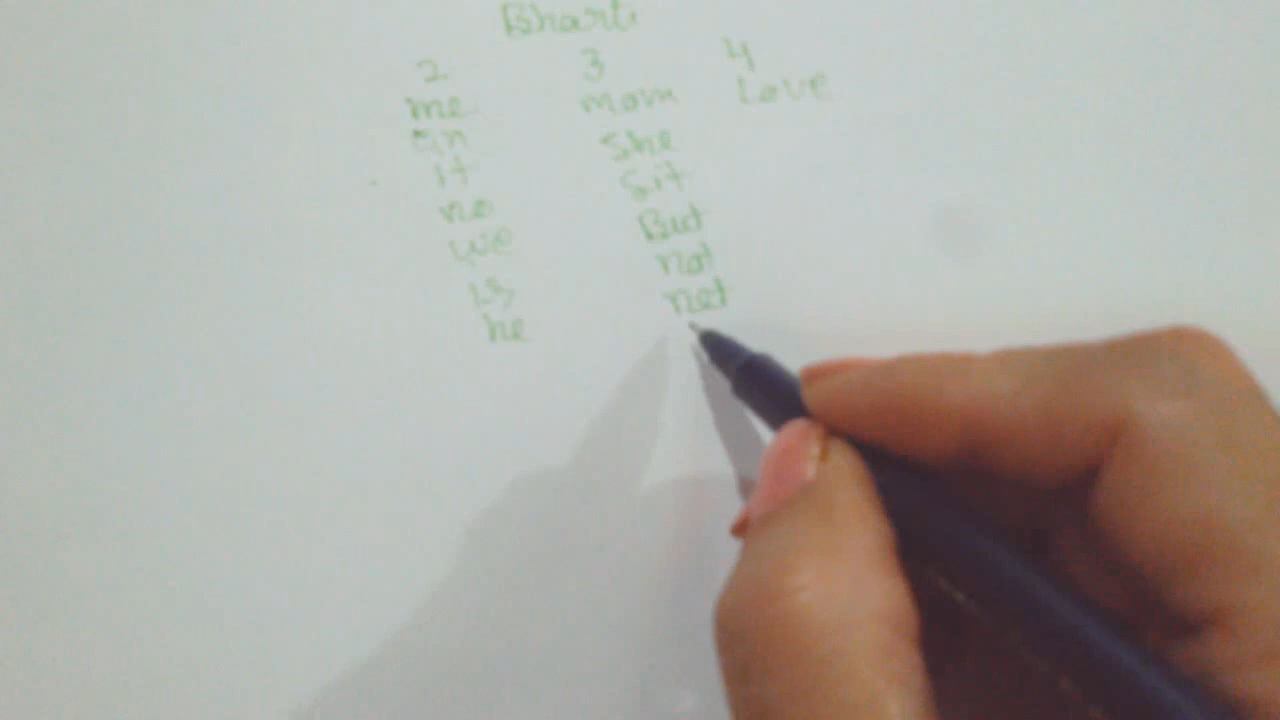 Bharti
2 3 4
me mom Love
in She
it Sit
no But
we not
is net
he